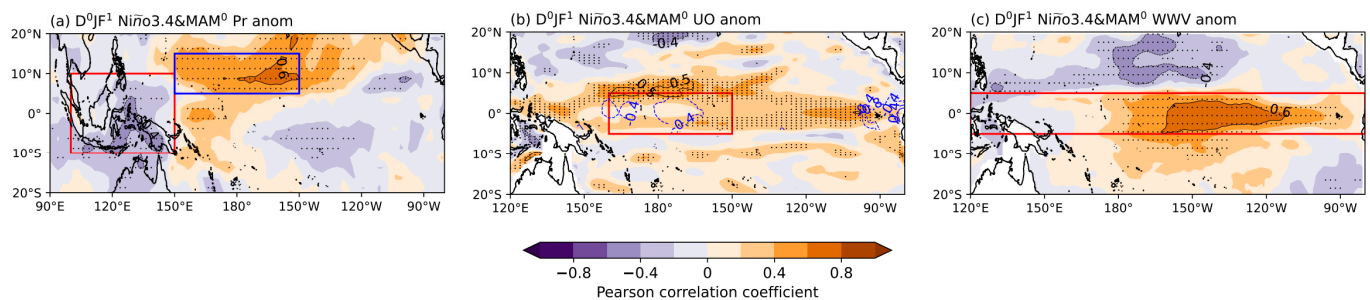 (a) D⁰JF¹ Niño3.4&MAM⁰ Pr anom
(b) D⁰JF¹ Niño3.4&MAM⁰ UO anom
(c) D⁰JF¹ Niño3.4&MAM⁰ WWV anom
20°N
10°N
0°
10°S
20°S
90°E 120°E 150°E 180° 150°W 120°W
0.6
20°N
10°N
0°
10°S
20°S
120°E 150°E 180° 150°W 120°W 90°W
-0.4
0.5
0.5
-0.4
-0.4
20°N
10°N
0°
10°S
20°S
120°E 150°E 180° 150°W 120°W 90°W
-0.4
0.6
−0.8 −0.4 0 0.4 0.8
Pearson correlation coefficient